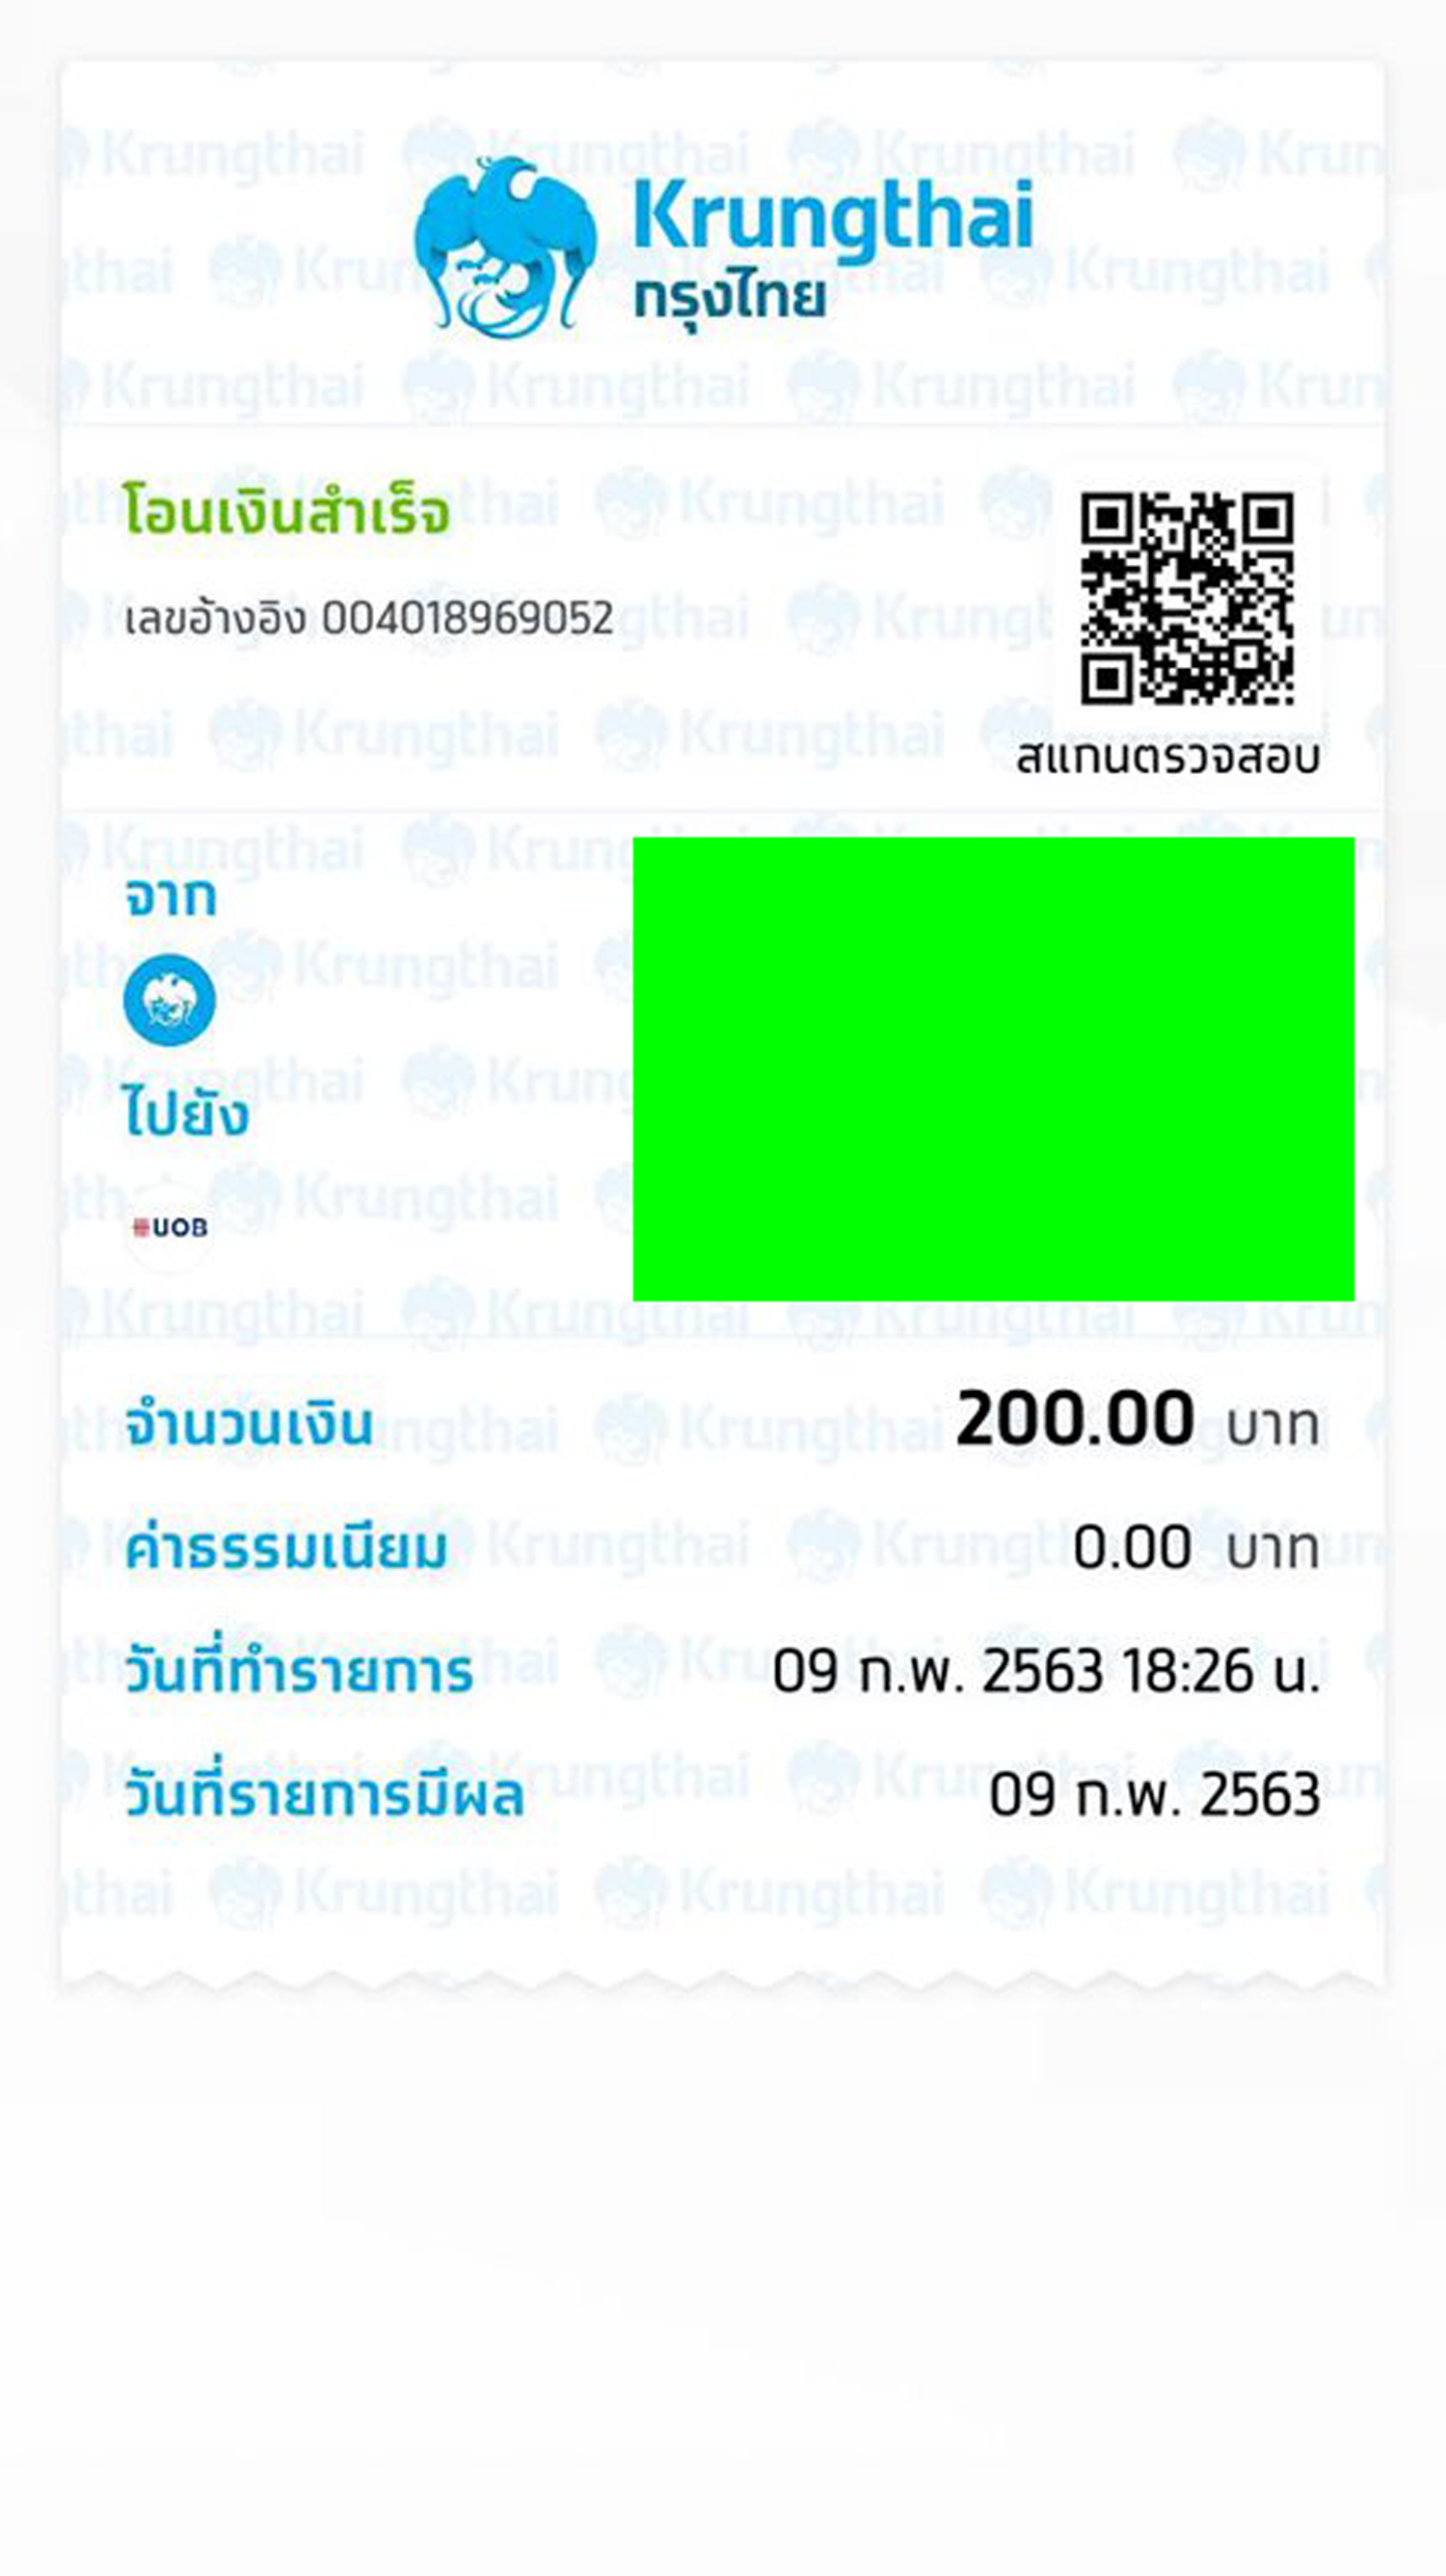 Krungthai
กรุงไทย
โอนเงินสำเร็จ
เลขอ้างอิง 004018969052
สแกนตรวจสอบ
จาก
ไปยัง
UOB
จำนวนเงิน 200.00 บาท
ค่าธรรมเนียม 0.00 บาท
วันที่ทำรายการ 09 ก.พ. 2563 18:26 น.
วันที่รายการมีผล 09 ก.พ. 2563